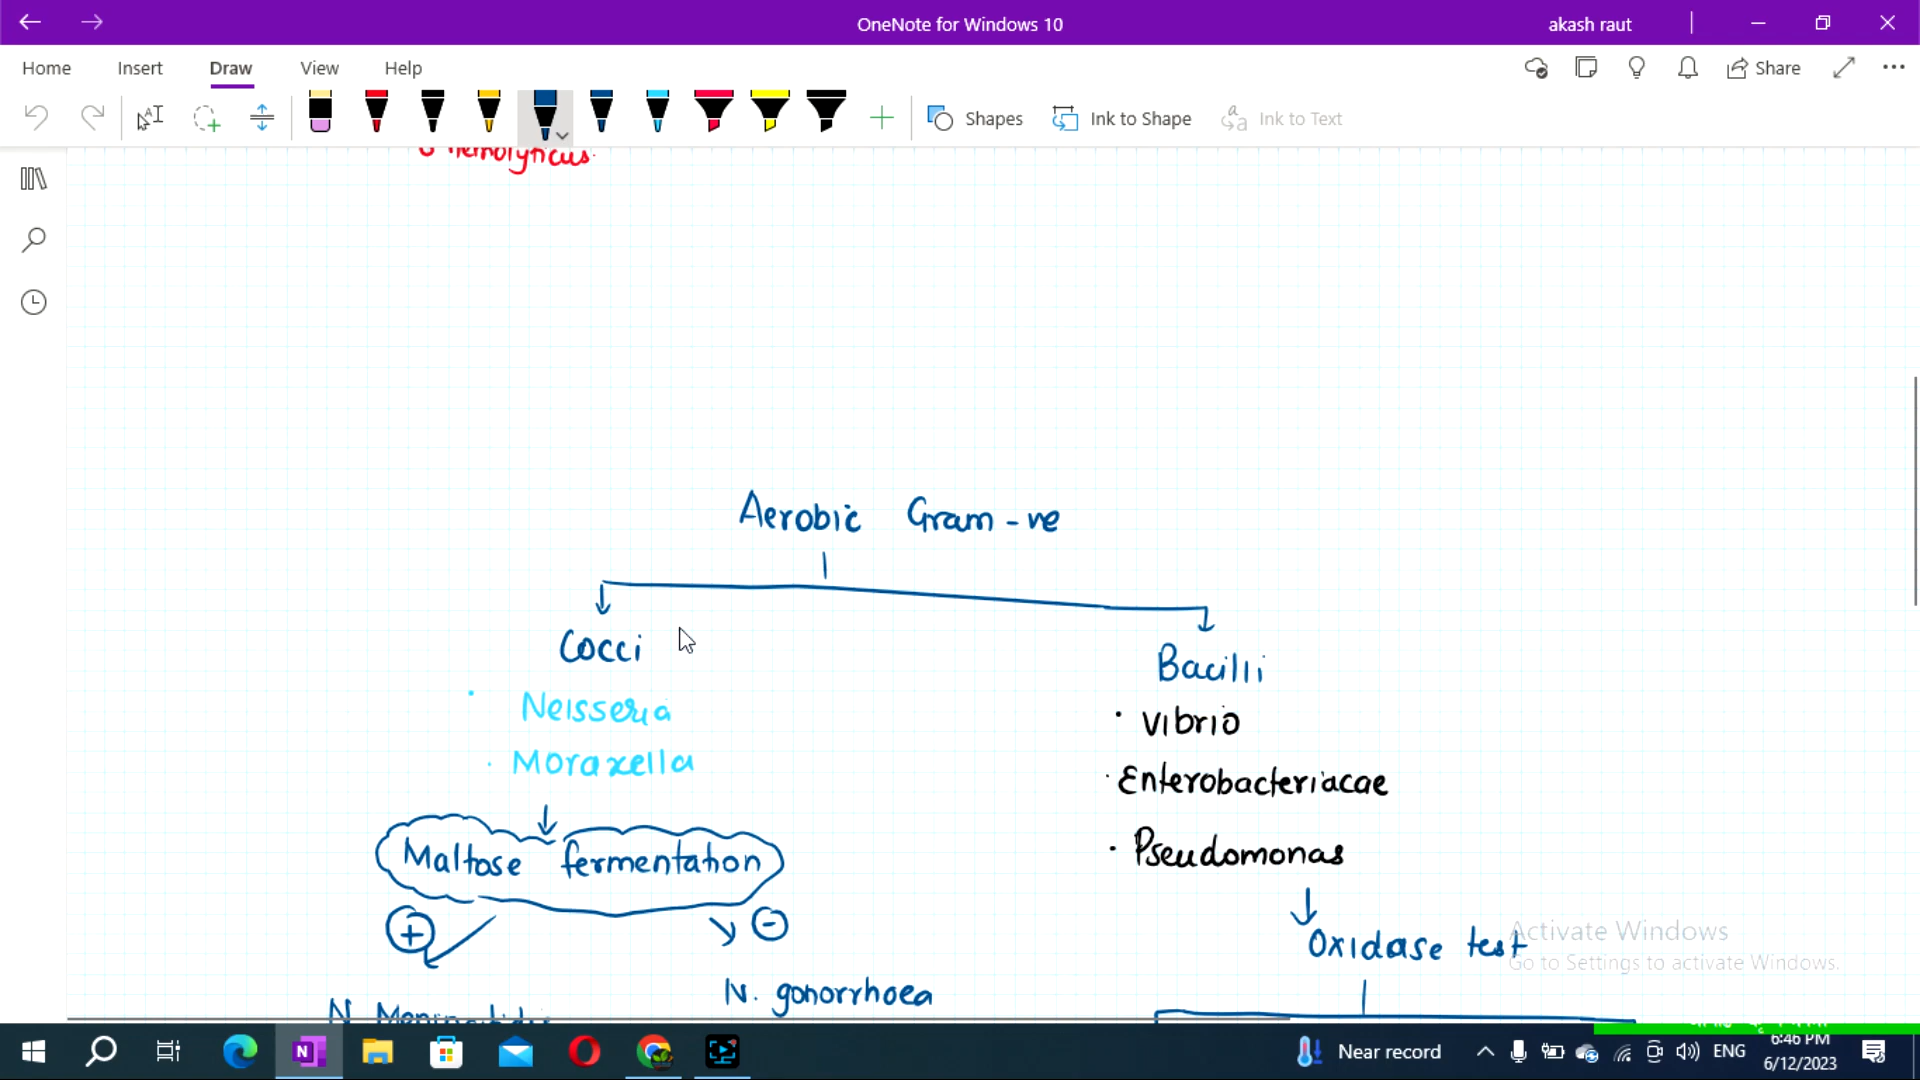 OneNote for Windows 10
akash raut
Home Insert Draw View Help
Share
Shapes
Ink to Shape
Ink to Text
hemolyticus.
Aerobic Gram -ve
Cocci
Bacilli
· Neisseria
· Vibrio
· Moraxella
· Enterobacteriacae
Maltose fermentation
· Pseudomonas
+
-
Oxidase test
Activate Windows
Go to Settings to activate Windows.
N. gonorrhoea
N. Meningitidis
Near record
ENG
6:46 PM
6/12/2023